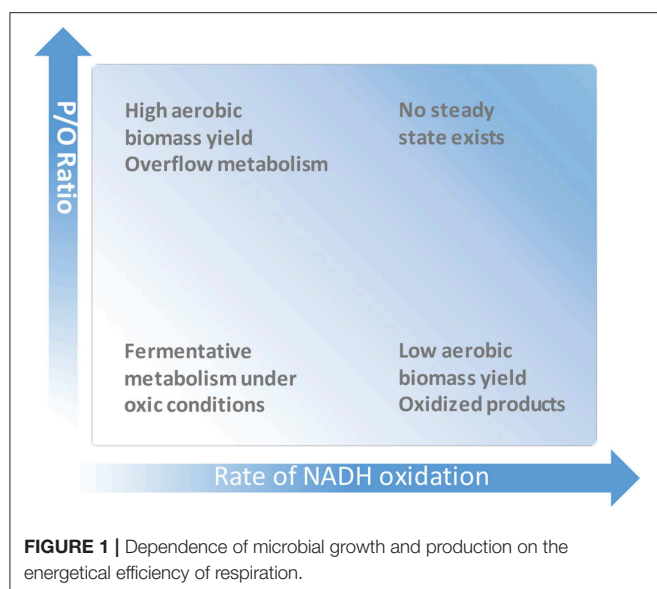 P/O Ratio
High aerobic
biomass yield
Overflow metabolism
No steady
state exists
Fermentative
metabolism under
oxic conditions
Low aerobic
biomass yield
Oxidized products
Rate of NADH oxidation
FIGURE 1 | Dependence of microbial growth and production on the
energetical efficiency of respiration.